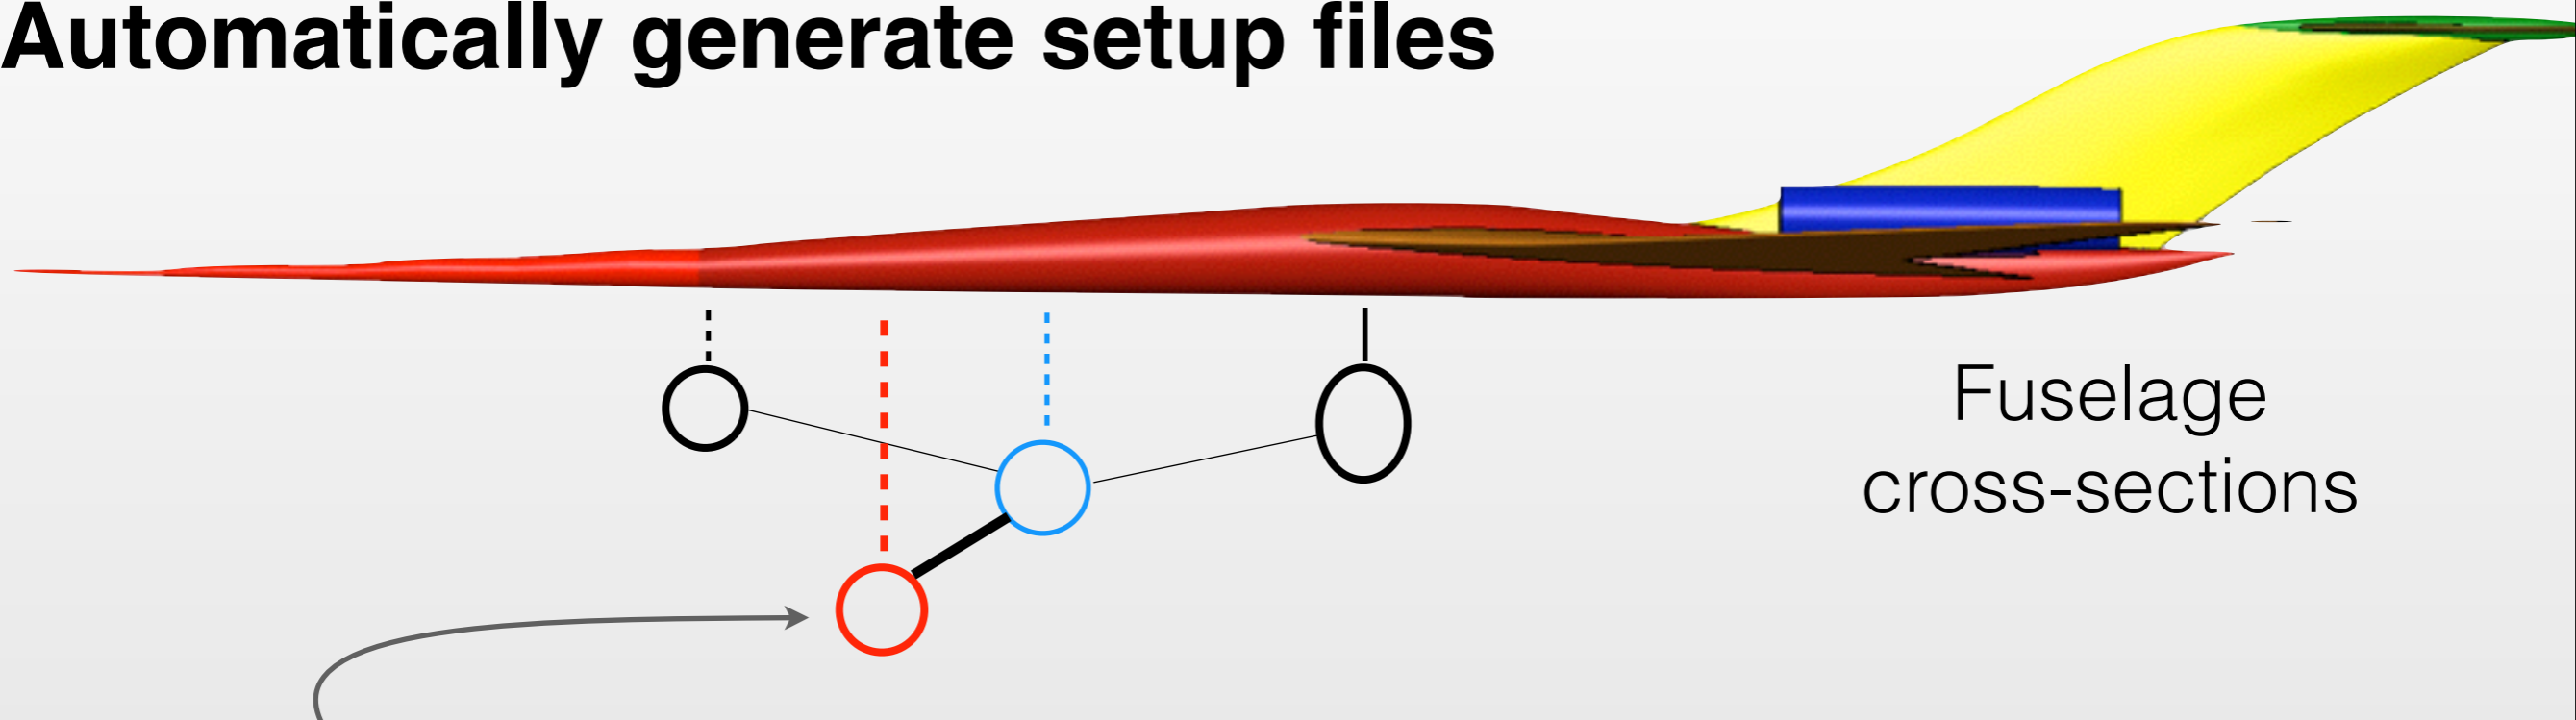 Automatically generate setup files
Fuselage
cross-sections